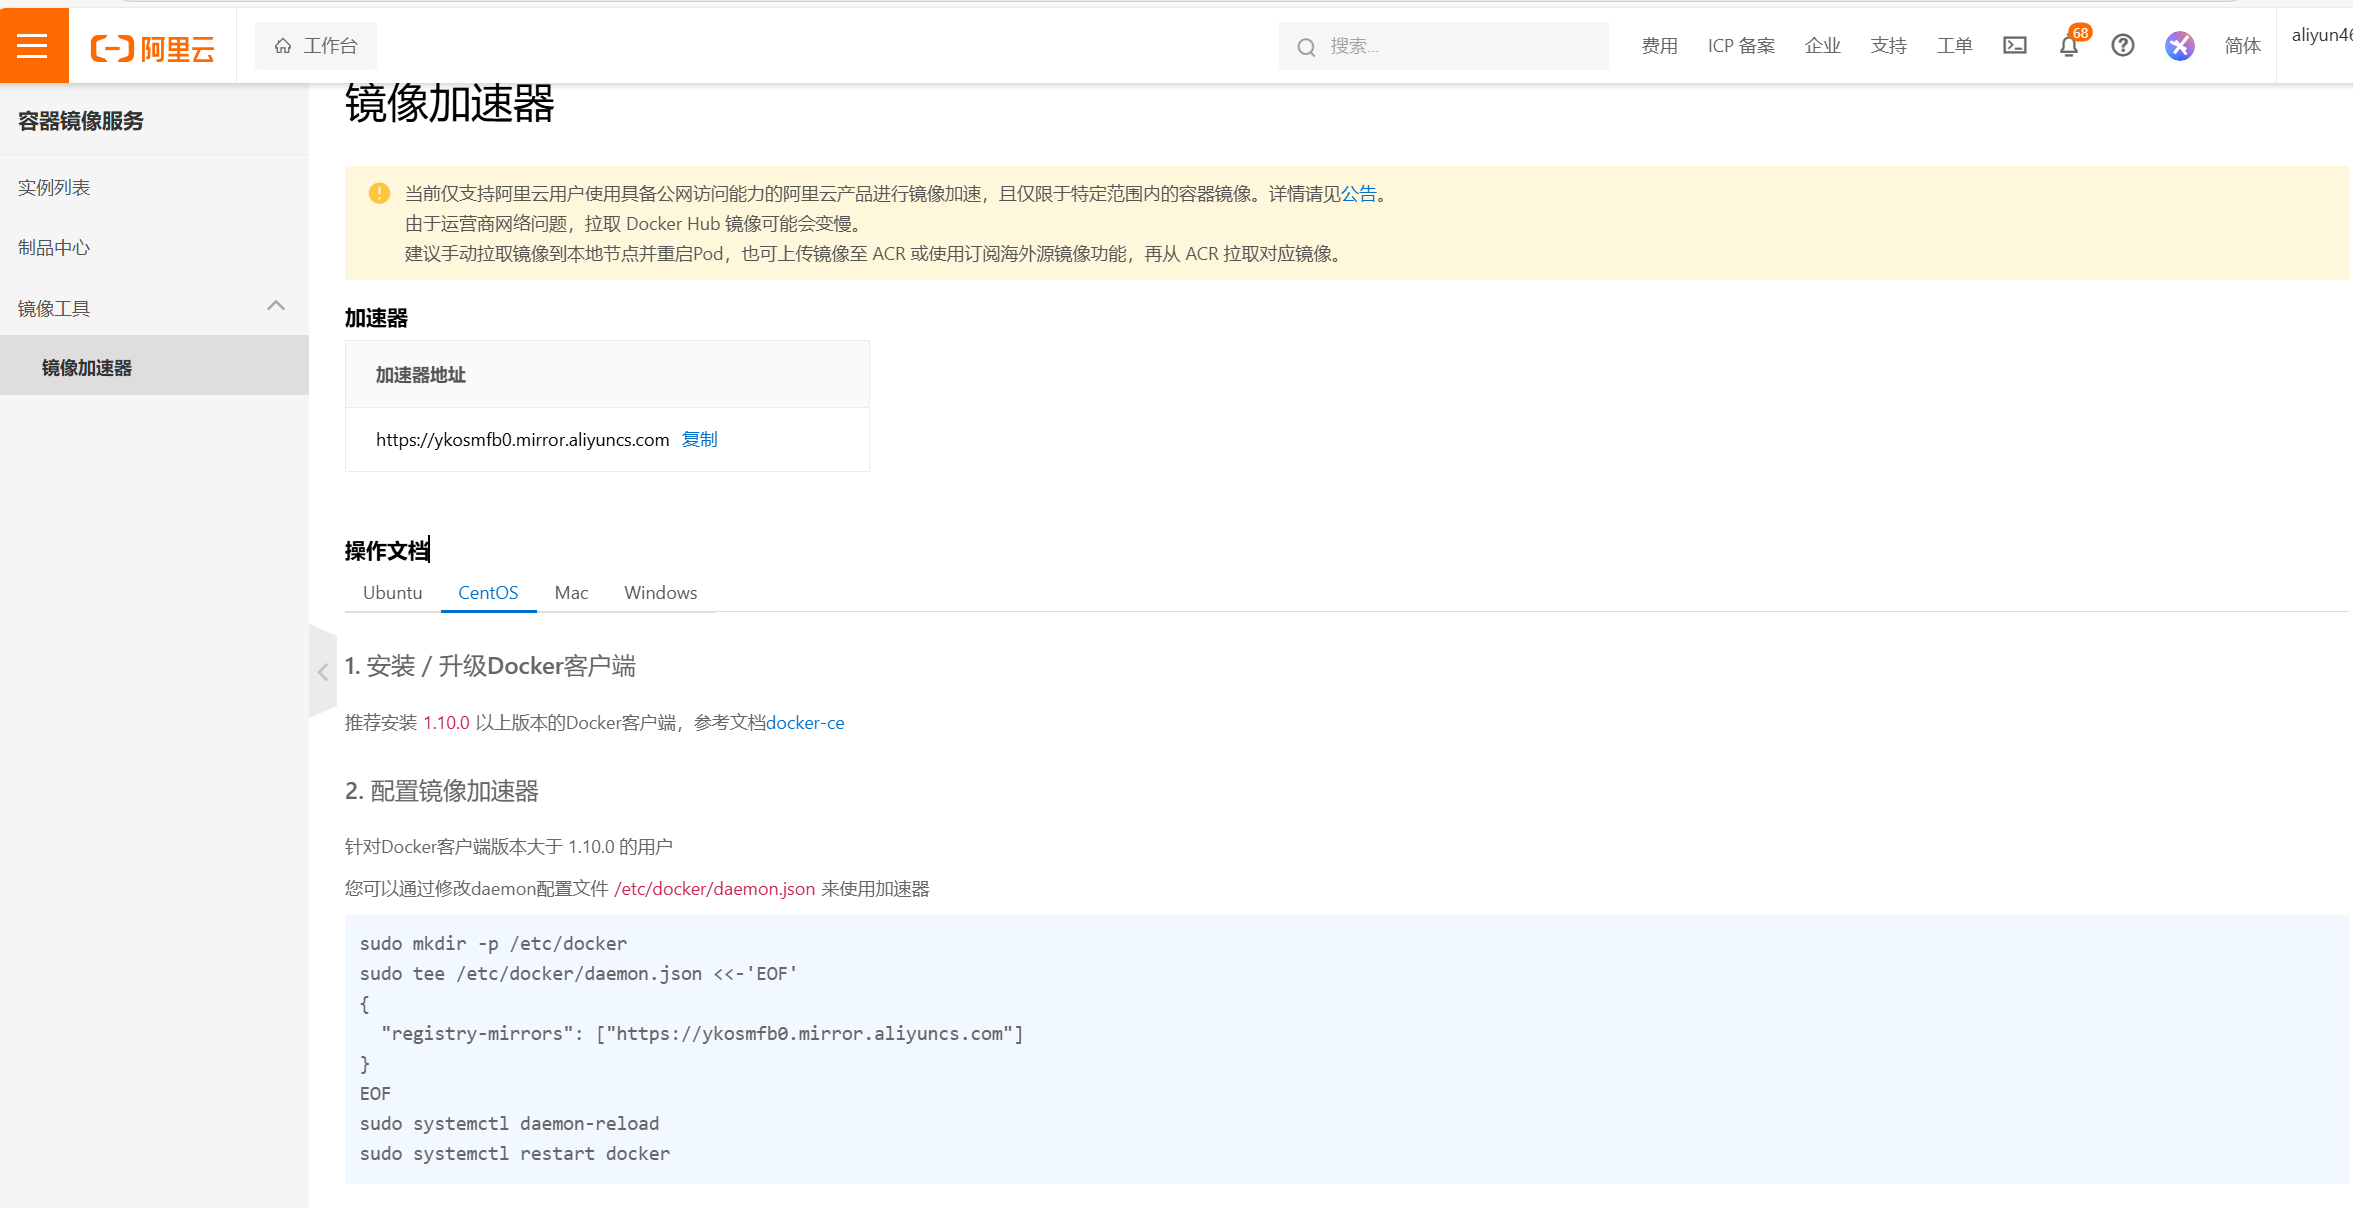 阿里云
工作台
搜索...
费用
ICP 备案
企业
支持
工单
68
简体
aliyun46
容器镜像服务
实例列表
制品中心
镜像工具
镜像加速器
镜像加速器
当前仅支持阿里云用户使用具备公网访问能力的阿里云产品进行镜像加速，且仅限于特定范围内的容器镜像。详情请见公告。
由于运营商网络问题，拉取 Docker Hub 镜像可能会变慢。
建议手动拉取镜像到本地节点并重启Pod，也可上传镜像至 ACR 或使用订阅海外源镜像功能，再从 ACR 拉取对应镜像。
加速器
加速器地址
https://ykosmfb0.mirror.aliyuncs.com 复制
操作文档
Ubuntu CentOS Mac Windows
1. 安装 / 升级Docker客户端
推荐安装 1.10.0 以上版本的Docker客户端，参考文档docker-ce
2. 配置镜像加速器
针对Docker客户端版本大于 1.10.0 的用户
您可以通过修改daemon配置文件 /etc/docker/daemon.json 来使用加速器
sudo mkdir -p /etc/docker
sudo tee /etc/docker/daemon.json <<-'EOF'
{
  "registry-mirrors": ["https://ykosmfb0.mirror.aliyuncs.com"]
}
EOF
sudo systemctl daemon-reload
sudo systemctl restart docker